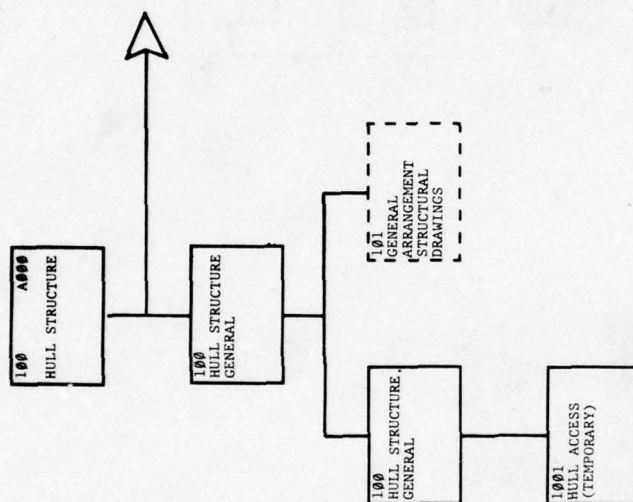 100 A000
HULL STRUCTURE
100
HULL STRUCTURE
GENERAL
100
HULL STRUCTURE,
GENERAL
101
GENERAL
ARRANGEMENT
STRUCTURAL
DRAWINGS
1001
HULL ACCESS
(TEMPORARY)